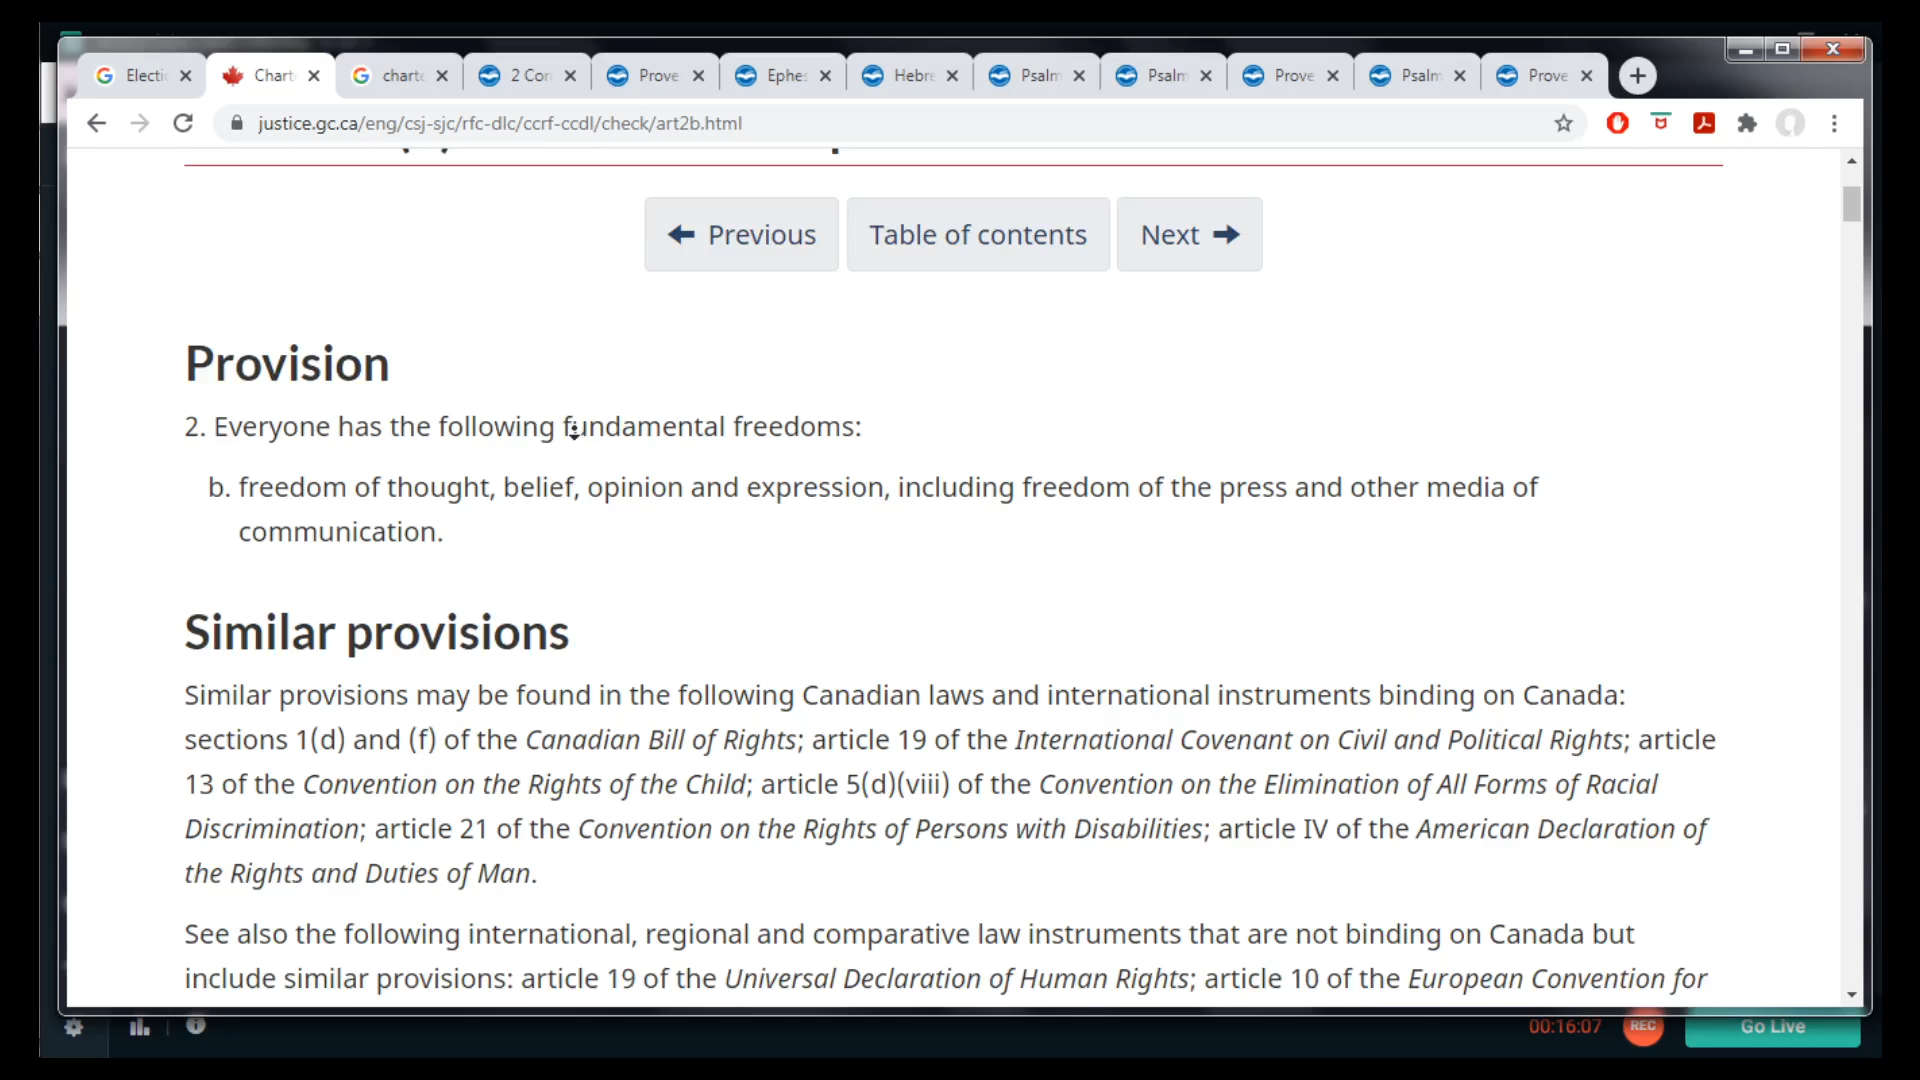 Electi
Chart
charte
2 Cor
Prove
Ephes
Hebre
Psalm
Psalm
Prove
Psalm
Prove
justice.gc.ca/eng/csj-sjc/rfc-dlc/ccrf-ccdl/check/art2b.html
Previous
Table of contents
Next
Provision
2. Everyone has the following fundamental freedoms:
b. freedom of thought, belief, opinion and expression, including freedom of the press and other media of
communication.
Similar provisions
Similar provisions may be found in the following Canadian laws and international instruments binding on Canada:
sections 1(d) and (f) of the Canadian Bill of Rights; article 19 of the International Covenant on Civil and Political Rights; article
13 of the Convention on the Rights of the Child; article 5(d)(viii) of the Convention on the Elimination of All Forms of Racial
Discrimination; article 21 of the Convention on the Rights of Persons with Disabilities; article IV of the American Declaration of
the Rights and Duties of Man.
See also the following international, regional and comparative law instruments that are not binding on Canada but
include similar provisions: article 19 of the Universal Declaration of Human Rights; article 10 of the European Convention for
00:16:07
REC
Go Live